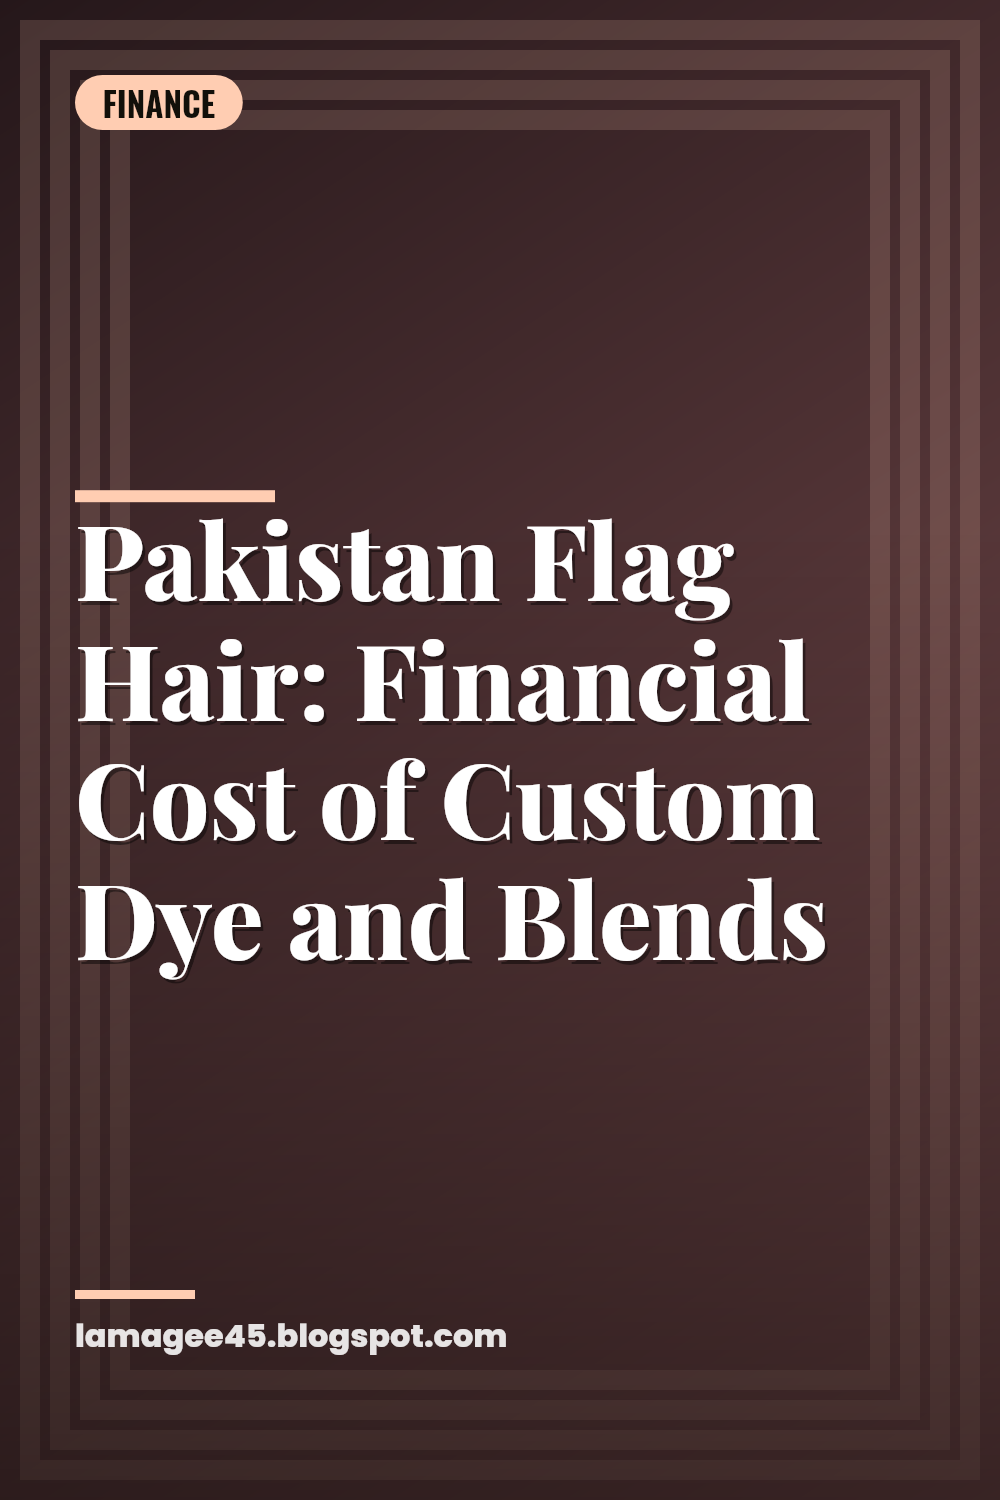 FINANCE
Pakistan Flag
Hair: Financial
Cost of Custom
Dye and Blends
lamagee45.blogspot.com